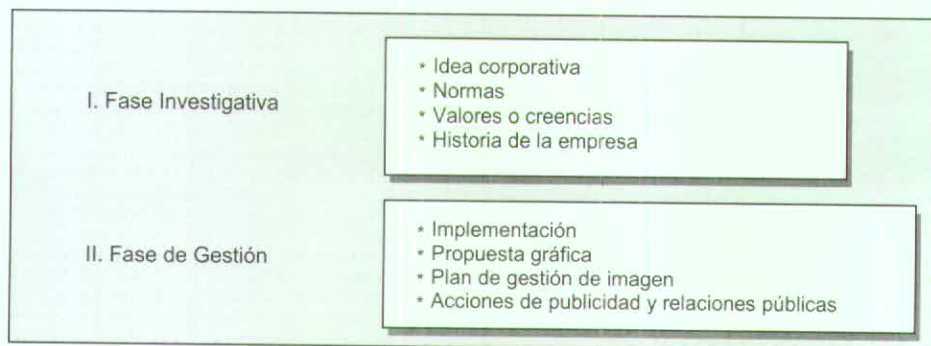 I. Fase Investigativa
* Idea corporativa
* Normas
* Valores o creencias
* Historia de la empresa
II. Fase de Gestión
* Implementación
* Propuesta gráfica
* Plan de gestión de imagen
* Acciones de publicidad y relaciones públicas